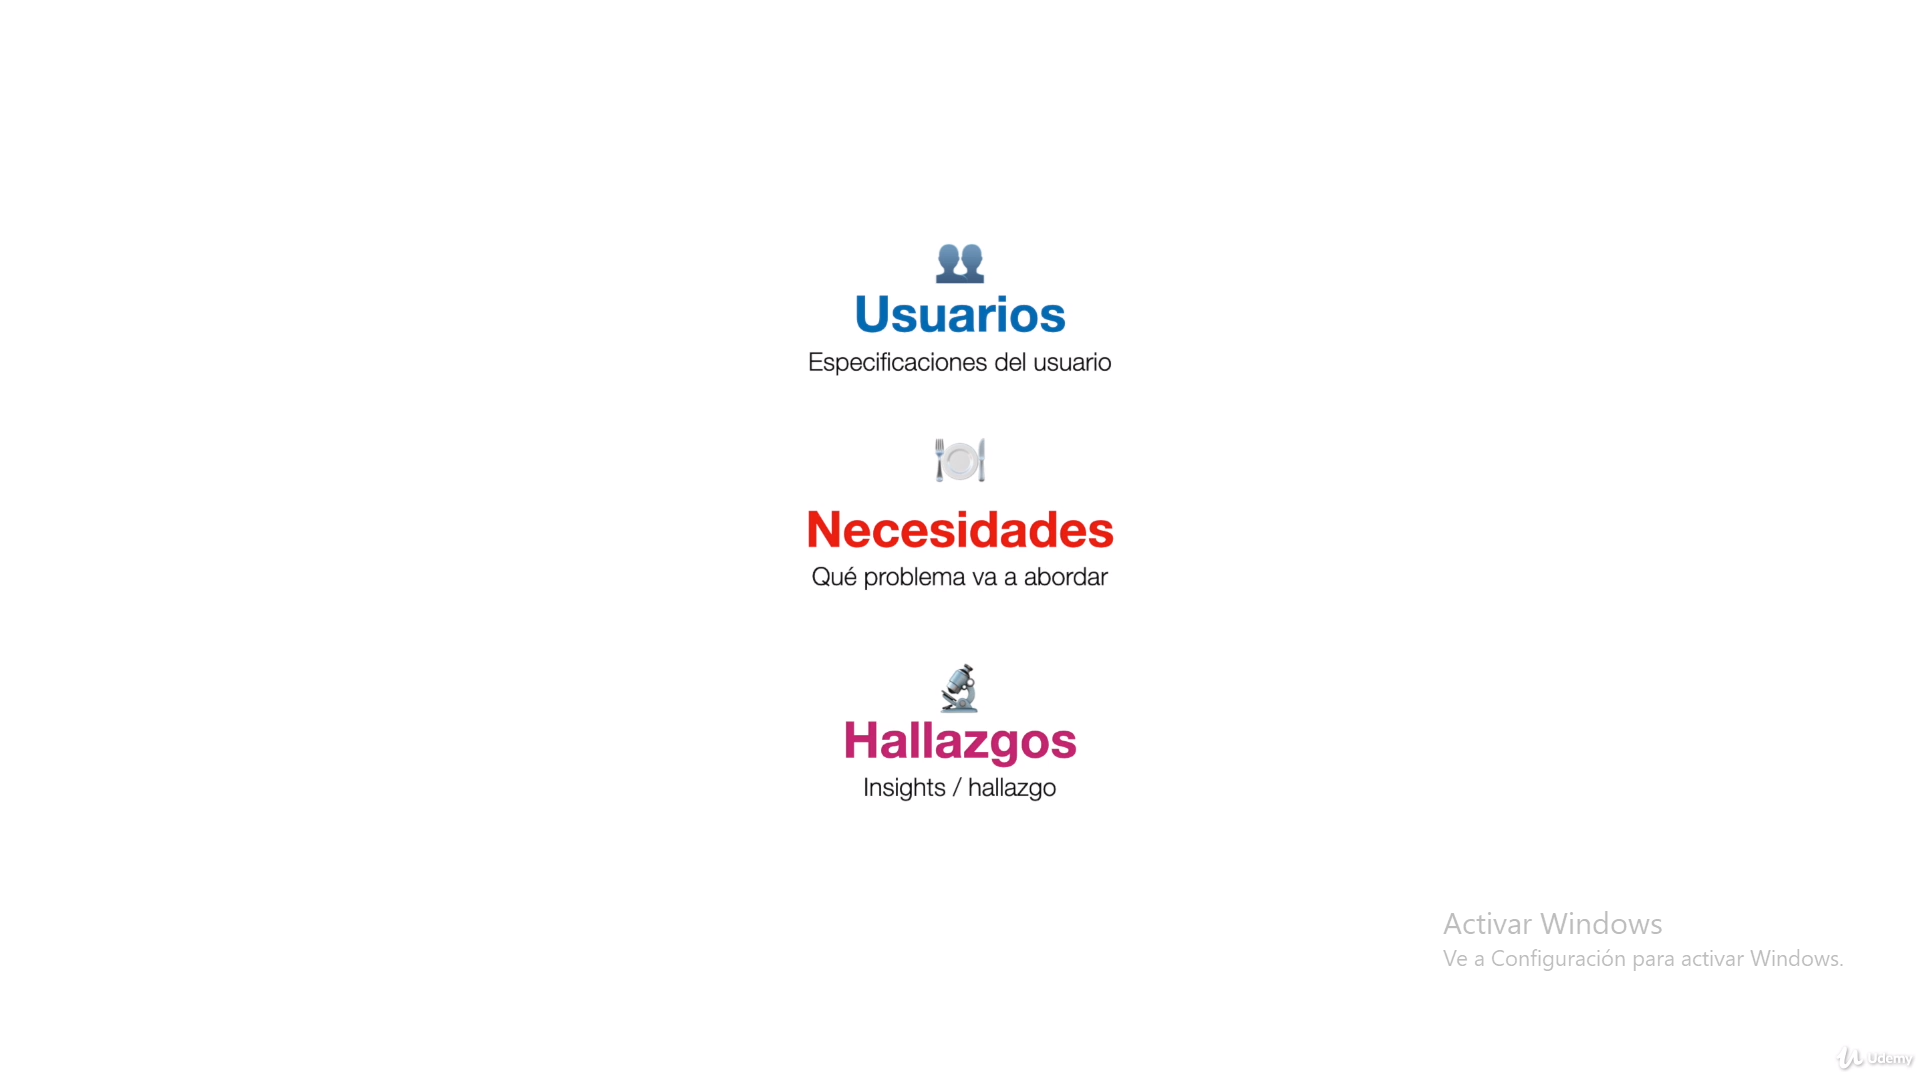 Usuarios
Especificaciones del usuario
Necesidades
Qué problema va a abordar
Hallazgos
Insights / hallazgo
Activar Windows
Ve a Configuración para activar Windows.
Udemy